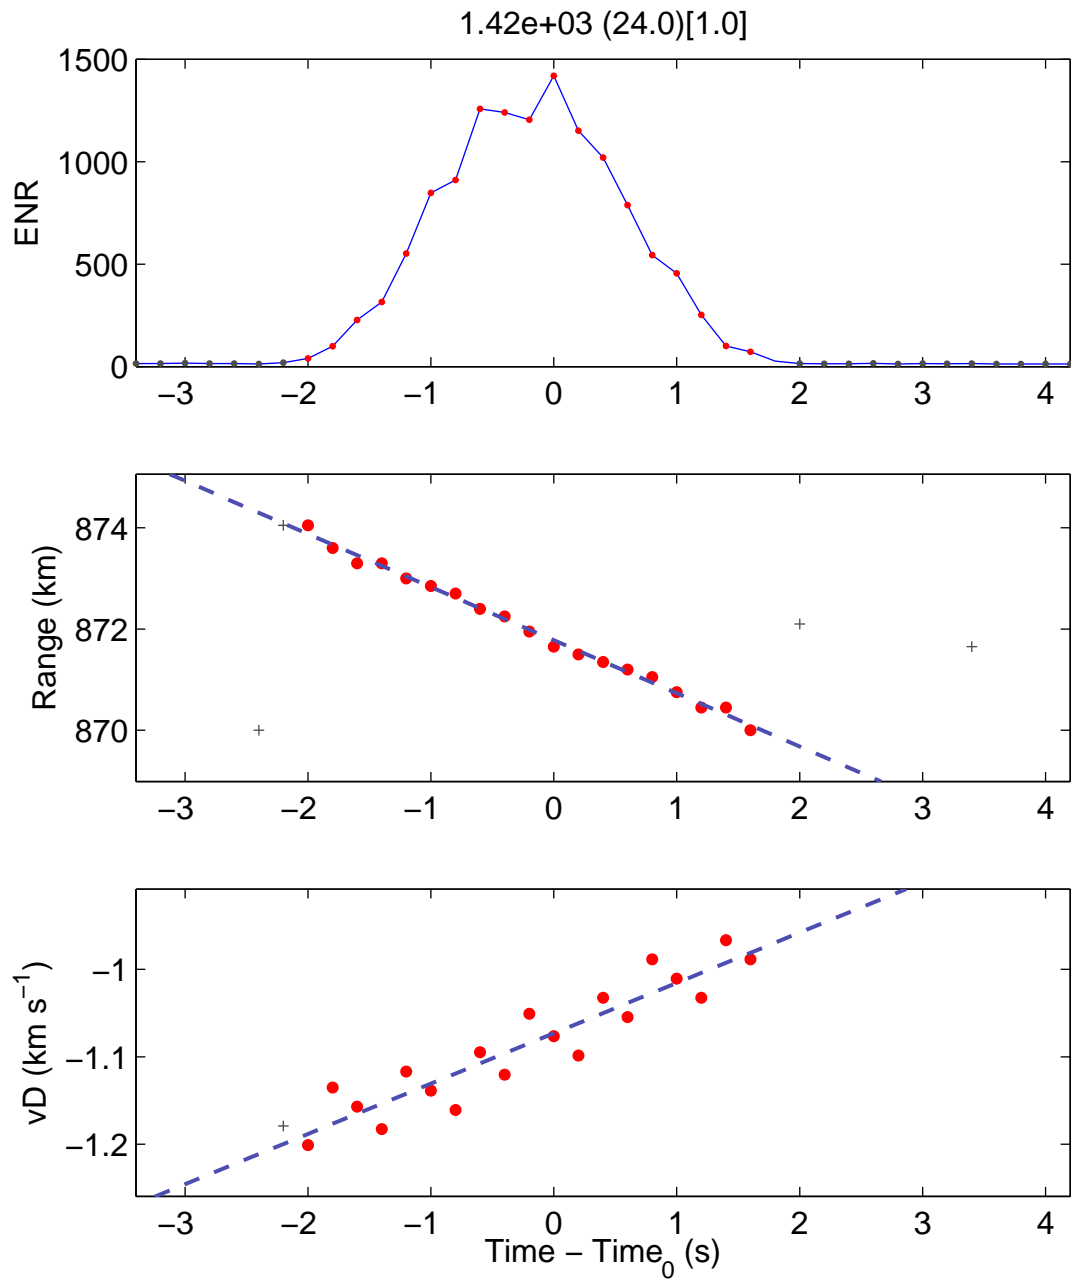 1.42e+03 (24.0)[1.0]
1500
1000
500
0
ENR
−3 −2 −1 0 1 2 3 4
874
872
870
Range (km)
−3 −2 −1 0 1 2 3 4
−1
−1.1
−1.2
vD (km s⁻¹)
−3 −2 −1 0 1 2 3 4
Time − Time₀ (s)